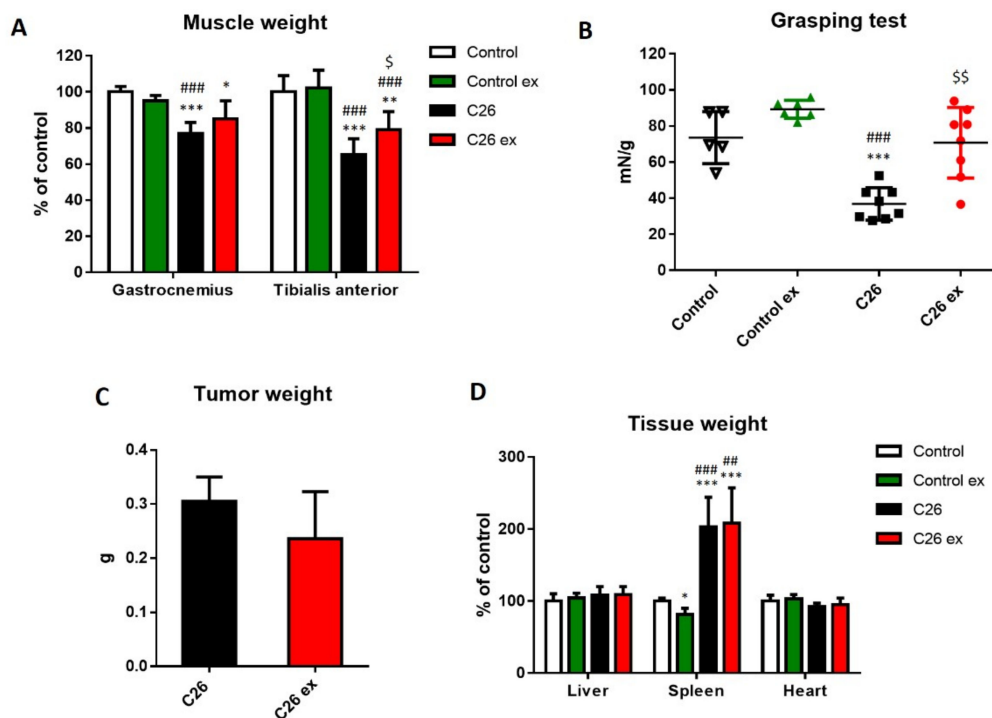 A
Muscle weight
% of control
120
100
80
60
40
20
0
###
***
*
###
***
$
###
**
Gastrocnemius
Tibialis anterior
Control
Control ex
C26
C26 ex
B
Grasping test
mN/g
120
100
80
60
40
20
0
###
***
$$
Control
Control ex
C26
C26 ex
C
Tumor weight
g
0.4
0.3
0.2
0.1
0.0
C26
C26 ex
D
Tissue weight
% of control
300
200
100
0
*
###
***
##
***
Liver
Spleen
Heart
Control
Control ex
C26
C26 ex